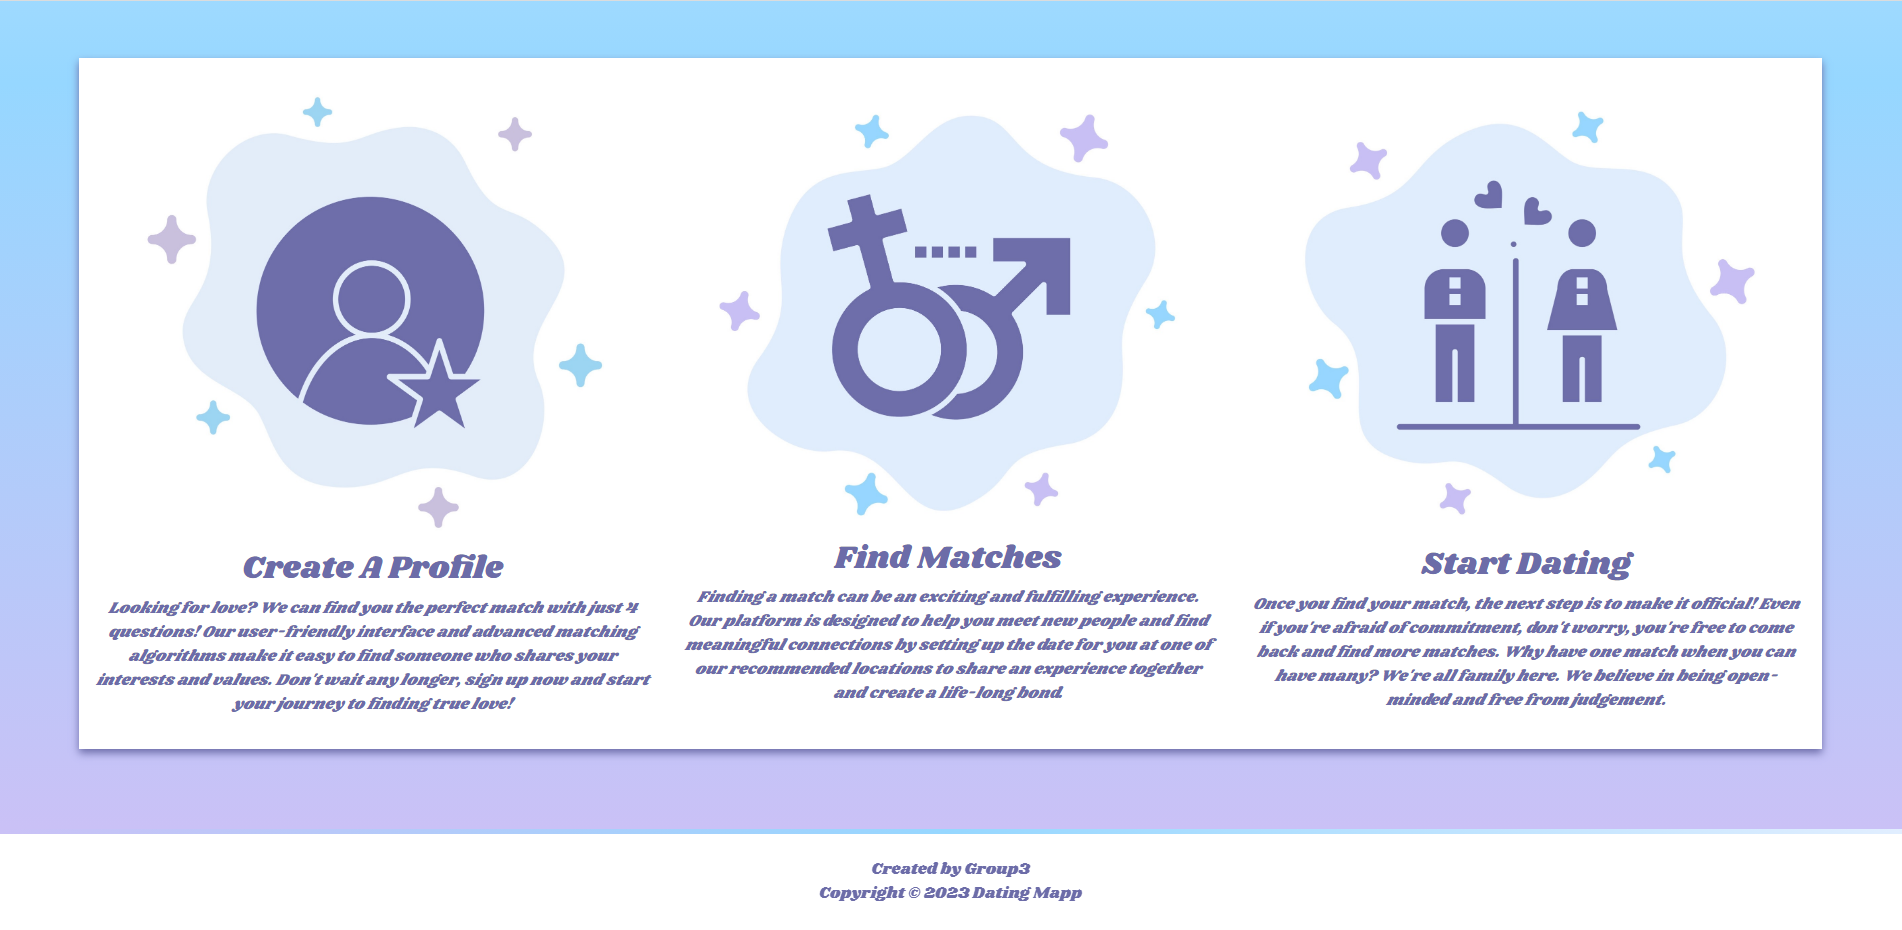 Create A Profile
Looking for love? We can find you the perfect match with just 4
questions! Our user-friendly interface and advanced matching
algorithms make it easy to find someone who shares your
interests and values. Don't wait any longer, sign up now and start
your journey to finding true love!
Find Matches
Finding a match can be an exciting and fulfilling experience.
Our platform is designed to help you meet new people and find
meaningful connections by setting up the date for you at one of
our recommended locations to share an experience together
and create a life-long bond.
Start Dating
Once you find your match, the next step is to make it official! Even
if you're afraid of commitment, don't worry, you're free to come
back and find more matches. Why have one match when you can
have many? We're all family here. We believe in being open-
minded and free from judgement.
Created by Group3
Copyright © 2023 Dating Mapp